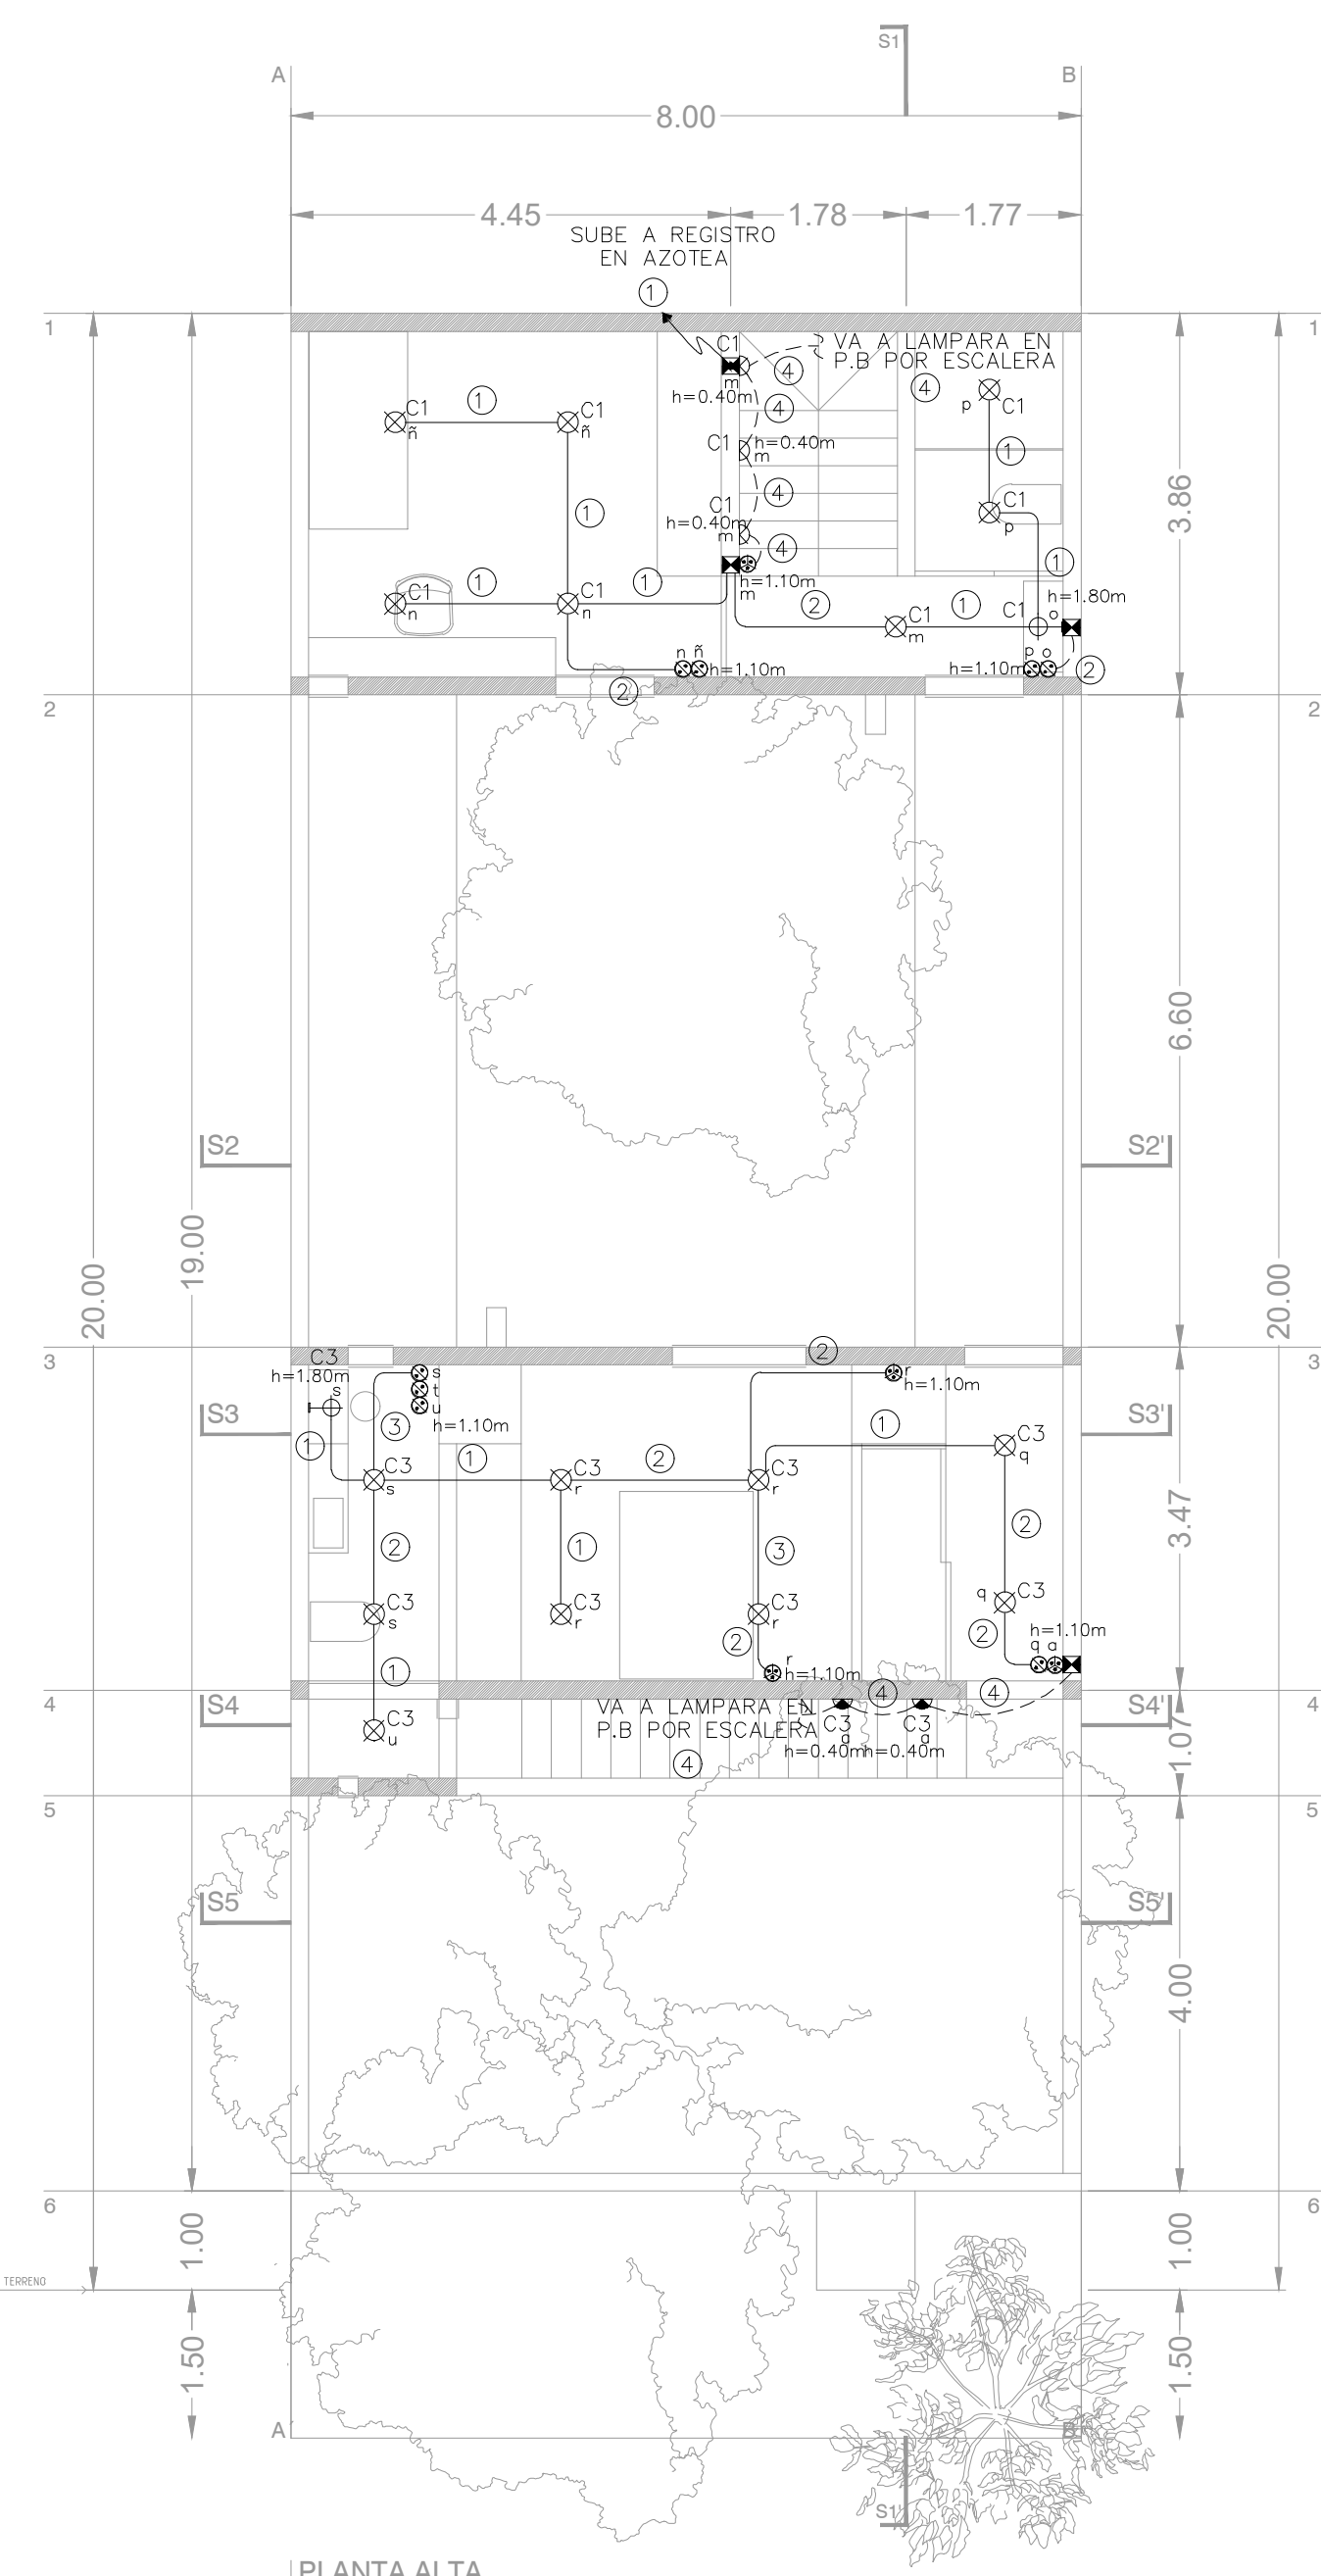 S1
A
B
8.00
4.45
1.78
1.77
SUBE A REGISTRO
EN AZOTEA
1
1
1
C1
VA A LAMPARA EN
P.B POR ESCALERA
4
m
h=0.40m
4
p
C1
1
C1
ñ
C1
ñ
4
C1
h=0.40m
m
1
3.86
4
C1
h=0.40m
m
C1
p
1
4
1
1
1
h=1.10m
m
h=1.80m
C1
n
C1
n
2
1
C1
o
C1
m
n ñ
h=1.10m
p o
h=1.10m
2
2
2
2
6.60
S2
S2'
19.00
20.00
20.00
3
C3
2
3
h=1.80m
s
s
t
u
h=1.10m
r
h=1.10m
S3
S3'
1
3
1
2
1
C3
s
C3
r
C3
r
C3
q
2
1
3
2
3.47
C3
s
C3
r
C3
r
q
C3
2
2
h=1.10m
q a
1
r
h=1.10m
4
4
4
4
S4
S4'
VA A LAMPARA EN
P.B POR ESCALERA
C3
a
h=0.40m
C3
a
h=0.40m
C3
u
4
1.07
5
5
S5
S5'
4.00
6
6
1.00
1.00
TERRENO
1.50
1.50
A
B
S1
PLANTA ALTA